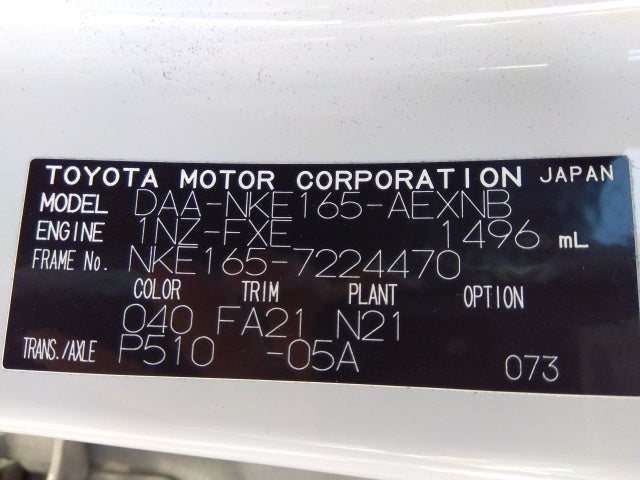 TOYOTA MOTOR CORPORATION JAPAN
MODEL DAA-NKE165-AEXNB
ENGINE 1NZ-FXE 1496 mL
FRAME No. NKE165-7224470
COLOR TRIM PLANT OPTION
040 FA21 N21
TRANS./AXLE P510 -05A 073